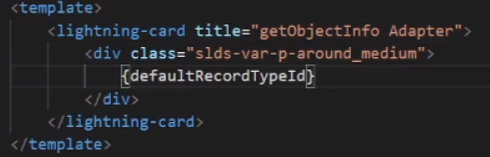 <template>
<lightning-card title="getObjectInfo Adapter">
<div class="slds-var-p-around_medium">
{defaultRecordTypeId}
</div>
</lightning-card>
</template>